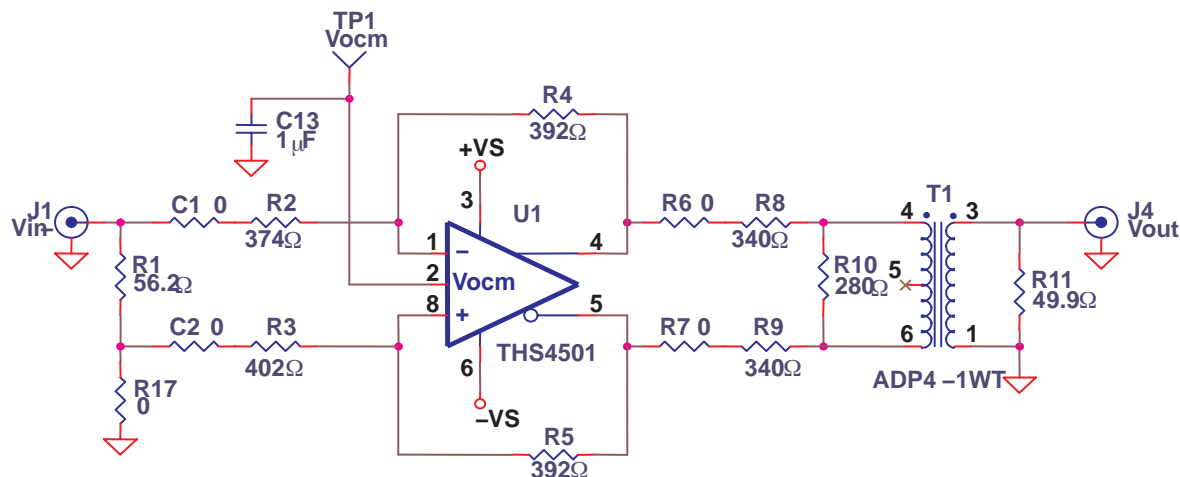 TP1
Vocm
C13
1μF
R4
392Ω
+VS
3
U1
J1
Vin–
C1 0
R2
374Ω
1
–
4
R6 0
R8
340Ω
T1
4
3
J4
Vout
R1
56.2Ω
2
Vocm
R10
280Ω
5
R11
49.9Ω
8
+
5
C2 0
R3
402Ω
THS4501
R7 0
R9
340Ω
6
1
ADP4 –1WT
6
R17
0
–VS
R5
392Ω